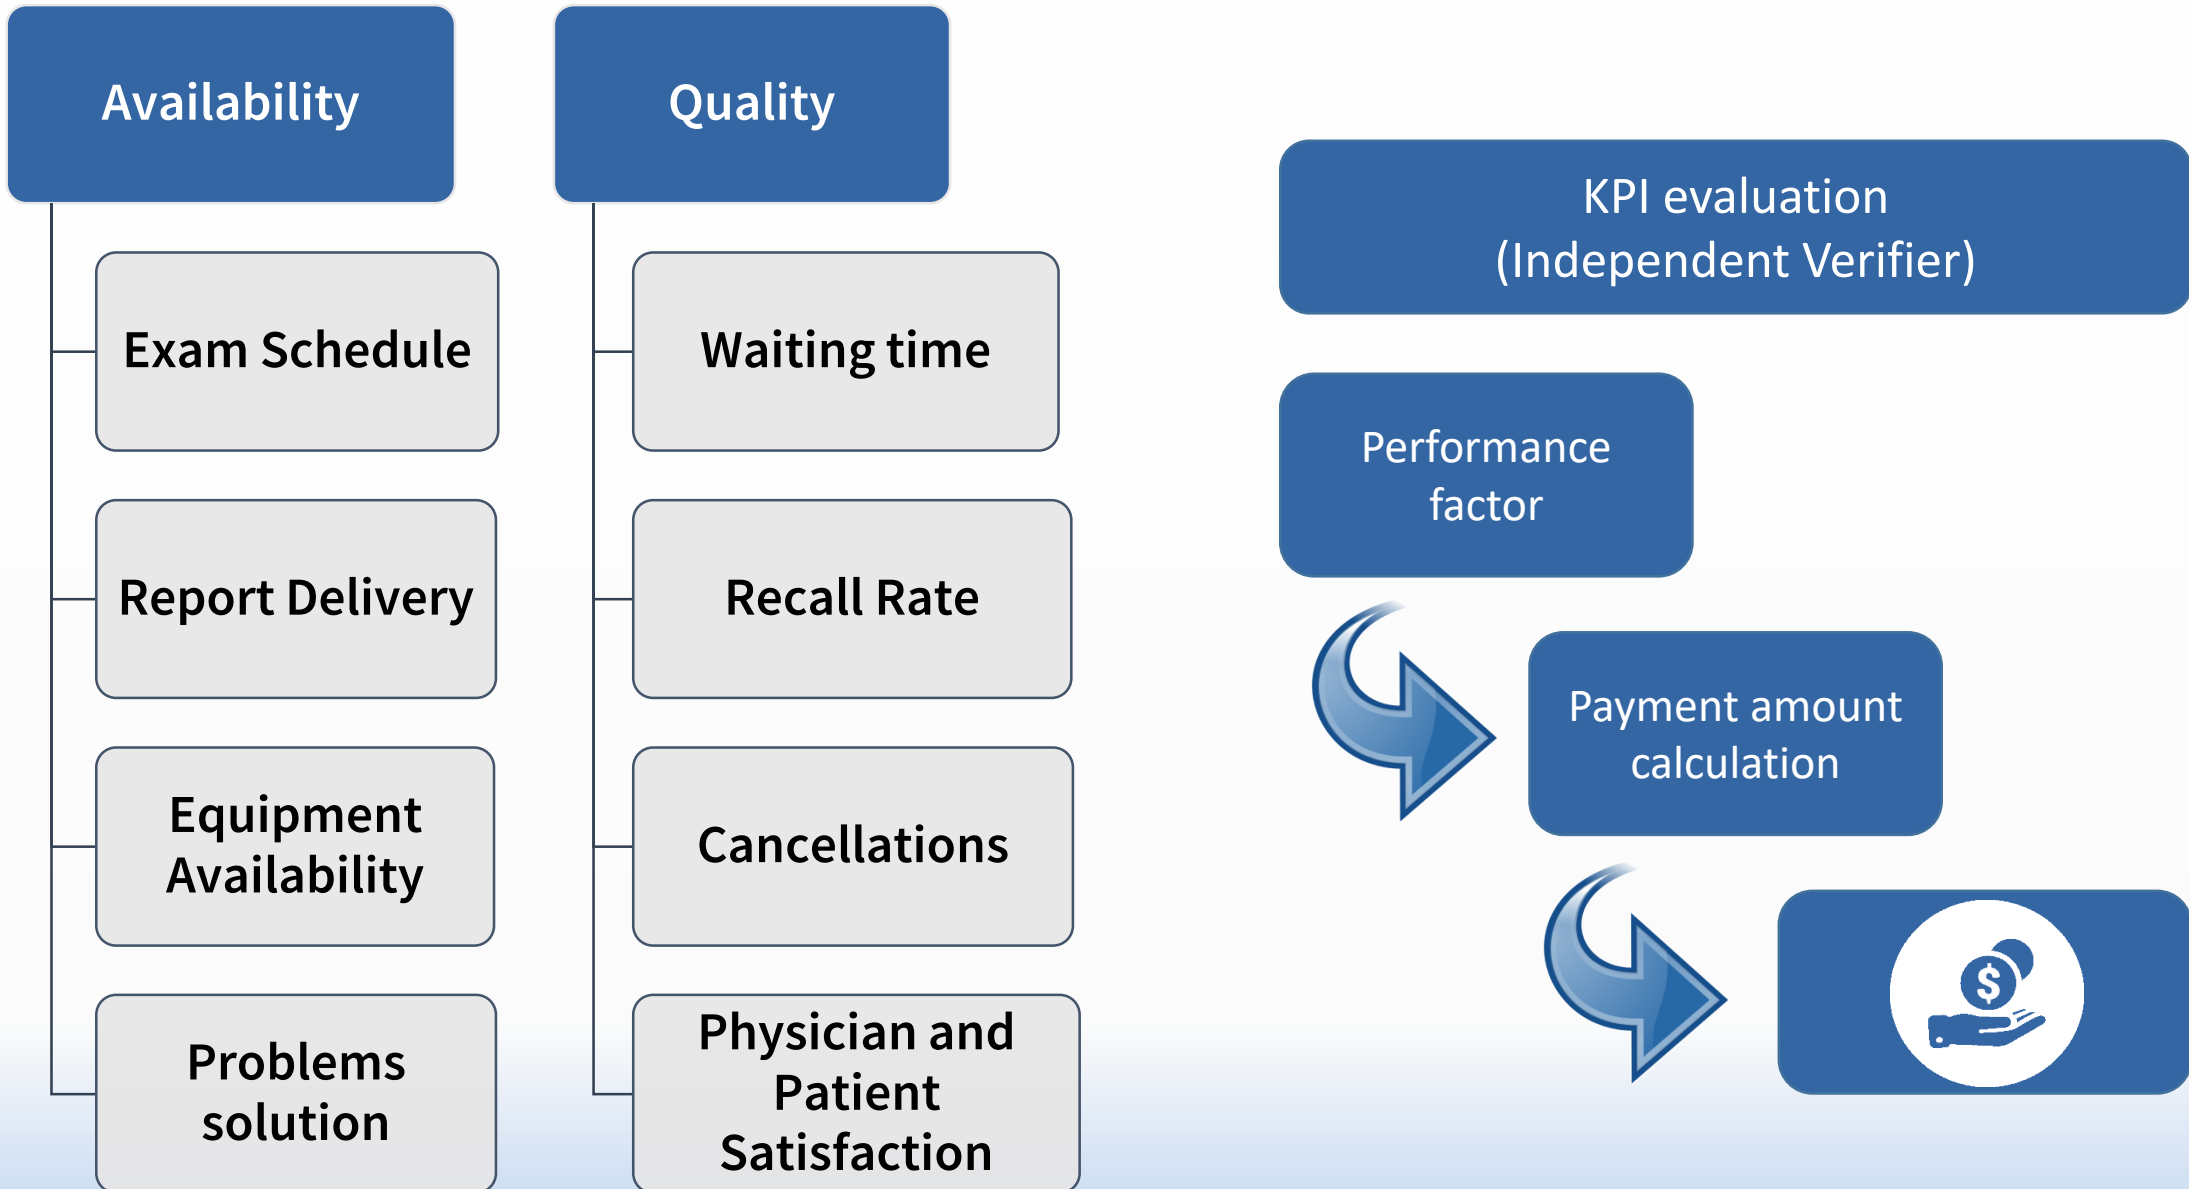 Availability
Exam Schedule
Report Delivery
Equipment
Availability
Problems
solution
Quality
Waiting time
Recall Rate
Cancellations
Physician and
Patient
Satisfaction
KPI evaluation
(Independent Verifier)
Performance
factor
Payment amount
calculation
$